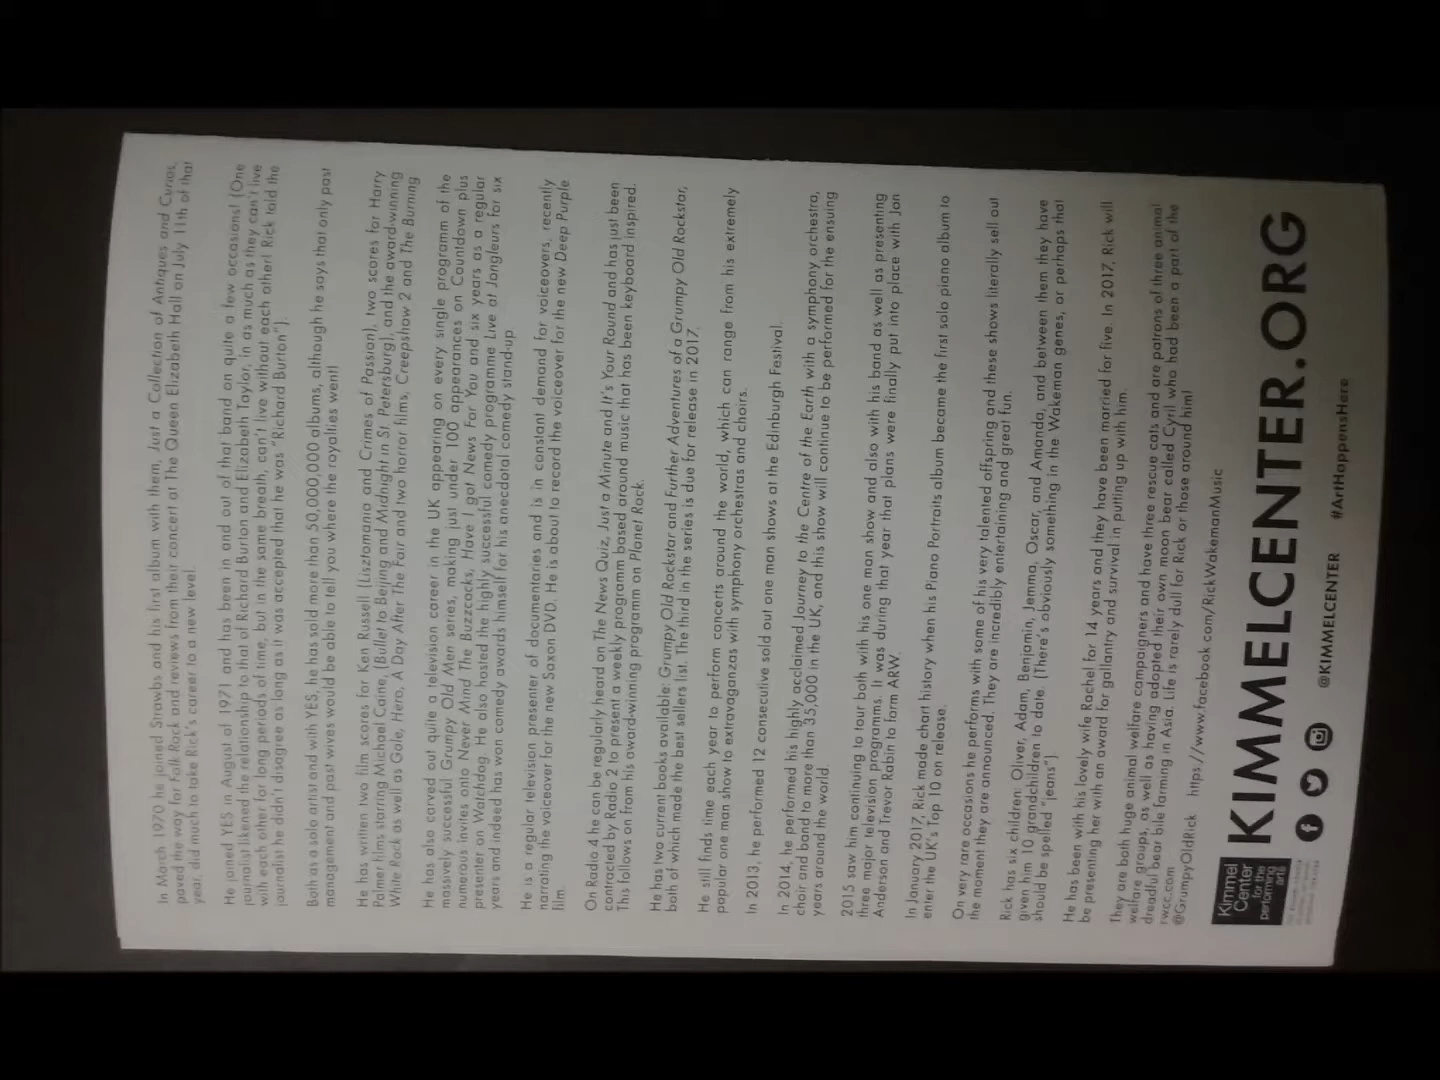 In March 1970 he joined Strawbs and his first album with them, Just a Collection of Antiques and Curios,
paved the way for Folk Rock and reviews from their concert at The Queen Elizabeth Hall on July 11th of that
year, did much to take Rick's career to a new level.
He joined YES in August of 1971 and has been in and out of that band on quite a few occasions! (One
journalist likened the relationship to that of Richard Burton and Elizabeth Taylor, in as much as they can't live
with each other for long periods of time, but in the same breath, can't live without each other! Rick told the
journalist he didn't disagree as long as it was accepted that he was "Richard Burton").
Both as a solo artist and with YES, he has sold more than 50,000,000 albums, although he says that only past
management and past wives would be able to tell you where the royalties went!
He has written two film scores for Ken Russell (Lisztomania and Crimes of Passion), two scores for Harry
Palmer films starring Michael Caine, (Bullet to Beijing and Midnight in St. Petersburg), and the award-winning
White Rock as well as Gole, Hero, A Day After The Fair and two horror films, Creepshow 2 and The Burning
He has also carved out quite a television career in the UK appearing on every single programm of the
massively successful Grumpy Old Men series, making just under 100 appearances on Countdown plus
numerous invites onto Never Mind The Buzzcocks, Have I got News For You and six years as a regular
presenter on Watchdog. He also hosted the highly successful comedy programme Live at Jongleurs for six
years and indeed has won comedy awards himself for his anecdotal comedy stand-up
He is a regular television presenter of documentaries and is in constant demand for voiceovers, recently
narrating the voiceover for the new Saxon DVD. He is about to record the voiceover for the new Deep Purple
film.
On Radio 4 he can be regularly heard on The News Quiz, Just a Minute and It's Your Round and has just been
contracted by Radio 2 to present a weekly programm based around music that has been keyboard inspired.
This follows on from his award-winning programm on Planet Rock.
He has two current books available: Grumpy Old Rockstar and Further Adventures of a Grumpy Old Rockstar,
both of which made the best sellers list. The third in the series is due for release in 2017.
He still finds time each year to perform concerts around the world, which can range from his extremely
popular one man show to extravaganzas with symphony orchestras and choirs.
In 2013, he performed 12 consecutive sold out one man shows at the Edinburgh Festival.
In 2014, he performed his highly acclaimed Journey to the Centre of the Earth with a symphony orchestra,
choir and band to more than 35,000 in the UK, and this show will continue to be performed for the ensuing
years around the world.
2015 saw him continuing to tour both with his one man show and also with his band as well as presenting
three major television programms. It was during that year that plans were finally put into place with Jon
Anderson and Trevor Rabin to form ARW.
In January 2017, Rick made chart history when his Piano Portraits album became the first solo piano album to
enter the UK's Top 10 on release.
On very rare occasions he performs with some of his very talented offspring and these shows literally sell out
the moment they are announced. They are incredibly entertaining and great fun.
Rick has six children: Oliver, Adam, Benjamin, Jemma, Oscar, and Amanda, and between them they have
given him 10 grandchildren to date. (There's obviously something in the Wakeman genes, or perhaps that
should be spelled "jeans")
He has been with his lovely wife Rachel for 14 years and they have been married for five. In 2017, Rick will
be presenting her with an award for gallantry and survival in putting up with him.
They are both huge animal welfare campaigners and have three rescue cats and are patrons of three animal
welfare groups, as well as having adopted their own moon bear called Cyril who had been a part of the
dreadful bear bile farming in Asia. Life is rarely dull for Rick or those around him!
rwcc.com
@GrumpyOldRick https://www.facebook.com/RickWakemanMusic
Kimmel
Center
for the
performing
arts
KIMMELCENTER.ORG
@KIMMELCENTER #ArtHappensHere